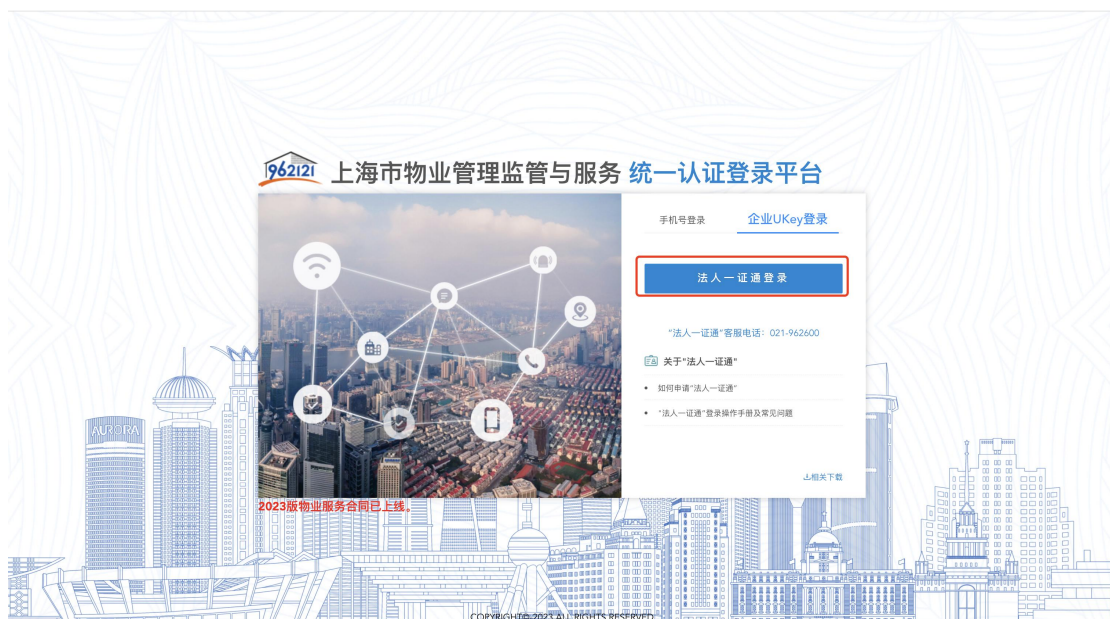 962121 上海市物业管理监管与服务 统一认证登录平台
手机号登录 企业UKey登录
法人一证通登录
"法人一证通"客服电话：021-962600
关于"法人一证通"
如何申请"法人一证通"
"法人一证通"登录操作手册及常见问题
相关下载
AURORA
2023版物业服务合同已上线。
COPYRIGHT© 2023 ALL RIGHTS RESERVED